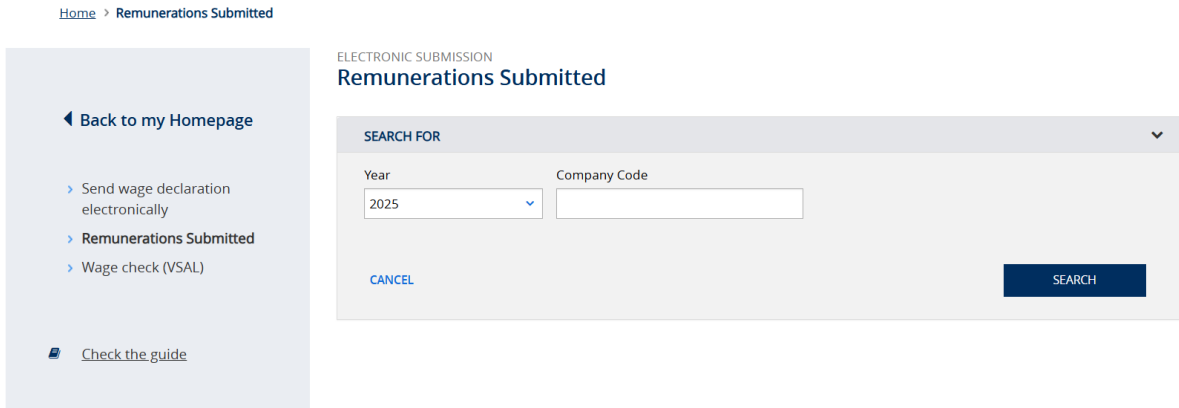 Home > Remunerations Submitted
ELECTRONIC SUBMISSION
Remunerations Submitted
Back to my Homepage
Send wage declaration
electronically
Remunerations Submitted
Wage check (VSAL)
Check the guide
SEARCH FOR
Year
Company Code
2025
CANCEL
SEARCH